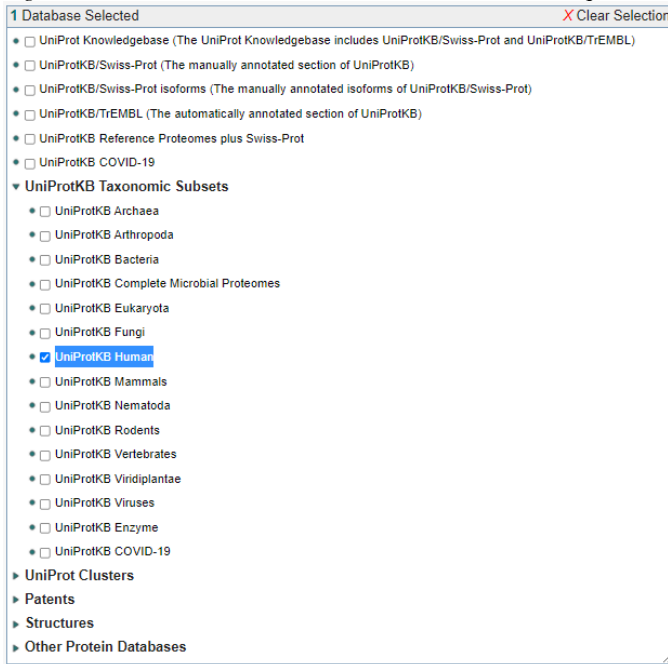 1 Database Selected X Clear Selection
UniProt Knowledgebase (The UniProt Knowledgebase includes UniProtKB/Swiss-Prot and UniProtKB/TrEMBL)
UniProtKB/Swiss-Prot (The manually annotated section of UniProtKB)
UniProtKB/Swiss-Prot isoforms (The manually annotated isoforms of UniProtKB/Swiss-Prot)
UniProtKB/TrEMBL (The automatically annotated section of UniProtKB)
UniProtKB Reference Proteomes plus Swiss-Prot
UniProtKB COVID-19
UniProtKB Taxonomic Subsets
UniProtKB Archaea
UniProtKB Arthropoda
UniProtKB Bacteria
UniProtKB Complete Microbial Proteomes
UniProtKB Eukaryota
UniProtKB Fungi
UniProtKB Human
UniProtKB Mammals
UniProtKB Nematoda
UniProtKB Rodents
UniProtKB Vertebrates
UniProtKB Viridiplantae
UniProtKB Viruses
UniProtKB Enzyme
UniProtKB COVID-19
UniProt Clusters
Patents
Structures
Other Protein Databases